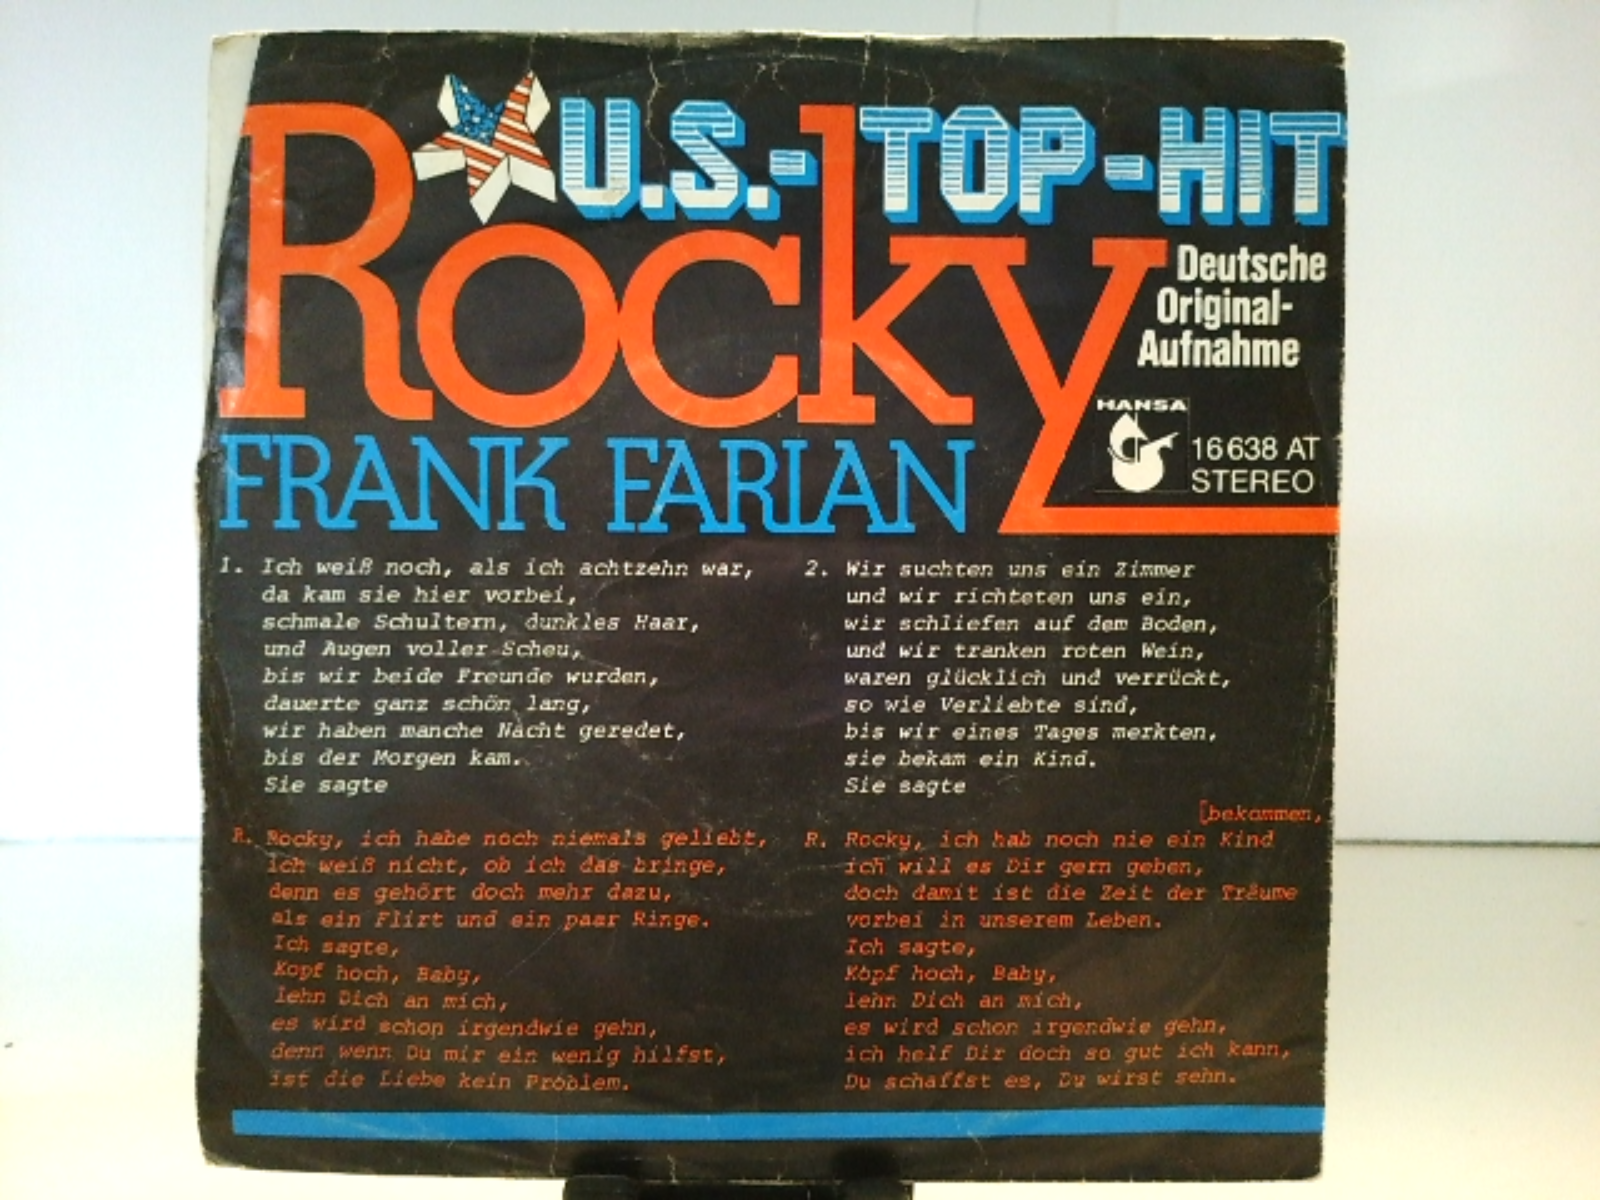 U.S.-TOP-HIT
Rocky
Deutsche
Original-
Aufnahme
HANSA
16 638 AT
STEREO
FRANK FARIAN
1. Ich weiß noch, als ich achtzehn war,
da kam sie hier vorbei,
schmale Schultern, dunkles Haar,
und Augen voller Scheu,
bis wir beide Freunde wurden,
dauerte ganz schön lang,
wir haben manche Nacht geredet,
bis der Morgen kam.
Sie sagte
R. Rocky, ich habe noch niemals geliebt,
ich weiß nicht, ob ich das bringe,
denn es gehört doch mehr dazu,
als ein Flirt und ein paar Ringe.
Ich sagte,
Kopf hoch, Baby,
lehn Dich an mich,
es wird schon irgendwie gehn,
denn wenn Du mir ein wenig hilfst,
ist die Liebe kein Problem.
2. Wir suchten uns ein Zimmer
und wir richteten uns ein,
wir schliefen auf dem Boden,
und wir tranken roten Wein,
waren glücklich und verrückt,
so wie Verliebte sind,
bis wir eines Tages merkten,
sie bekam ein Kind.
Sie sagte
[bekommen,
R. Rocky, ich hab noch nie ein Kind
ich will es Dir gern geben,
doch damit ist die Zeit der Träume
vorbei in unserem Leben.
Ich sagte,
Kopf hoch, Baby,
lehn Dich an mich,
es wird schon irgendwie gehn,
ich helf Dir doch so gut ich kann,
Du schaffst es, Du wirst sehn.